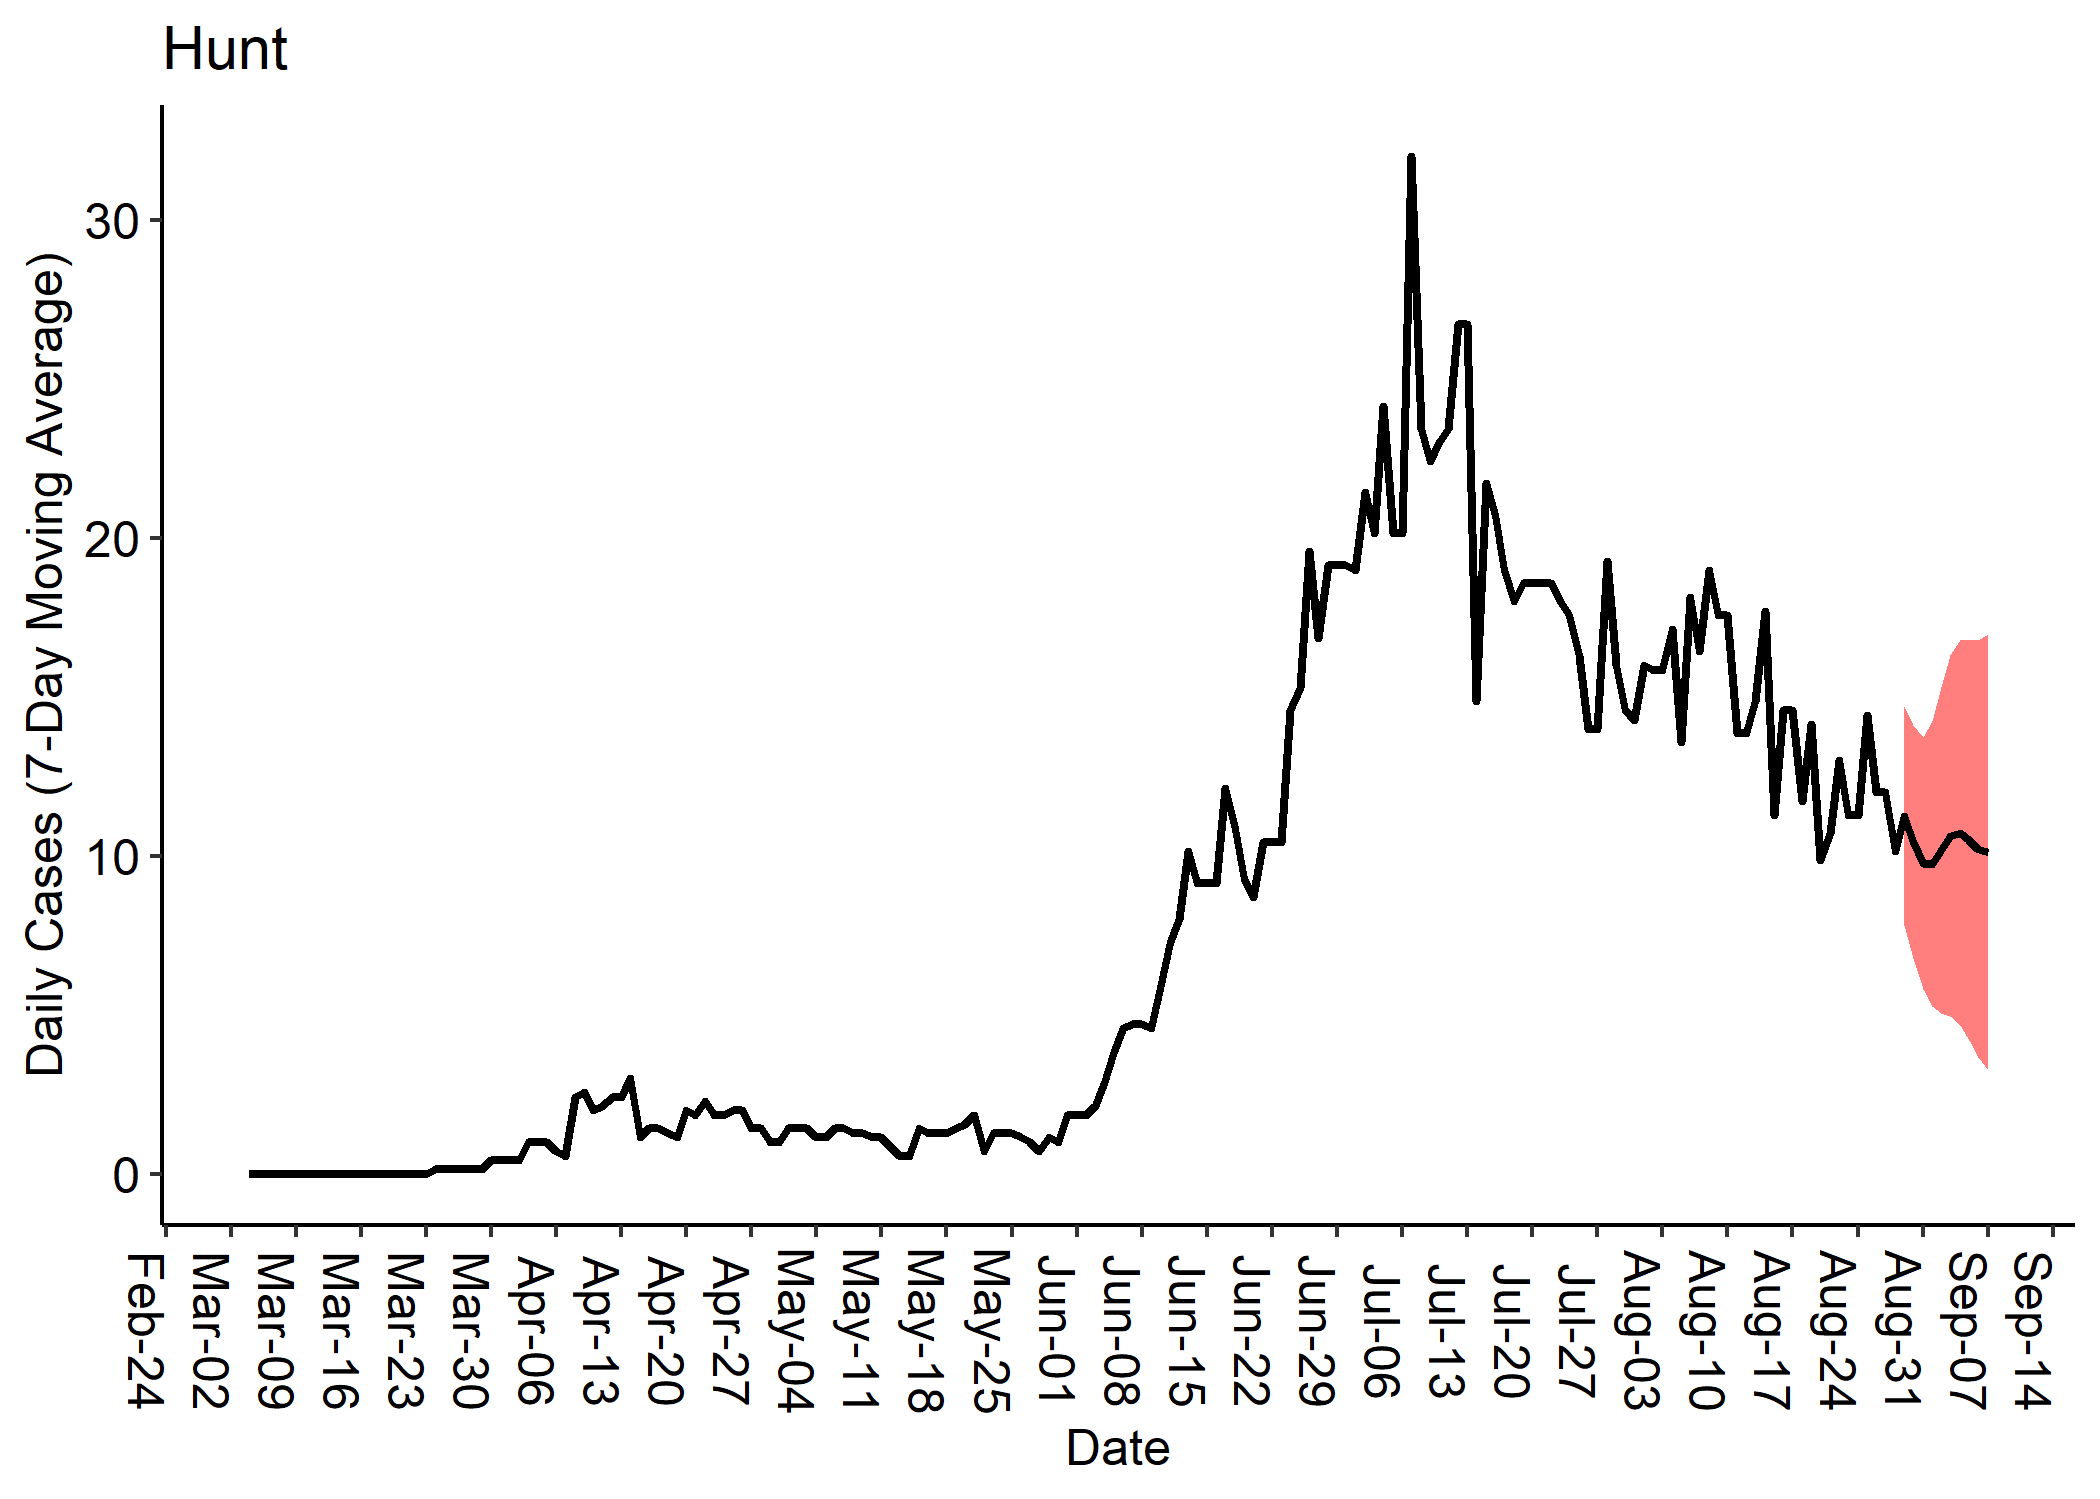 Hunt
Daily Cases (7-Day Moving Average)
30
20
10
0
Feb-24
Mar-02
Mar-09
Mar-16
Mar-23
Mar-30
Apr-06
Apr-13
Apr-20
Apr-27
May-04
May-11
May-18
May-25
Jun-01
Jun-08
Jun-15
Jun-22
Jun-29
Jul-06
Jul-13
Jul-20
Jul-27
Aug-03
Aug-10
Aug-17
Aug-24
Aug-31
Sep-07
Sep-14
Date